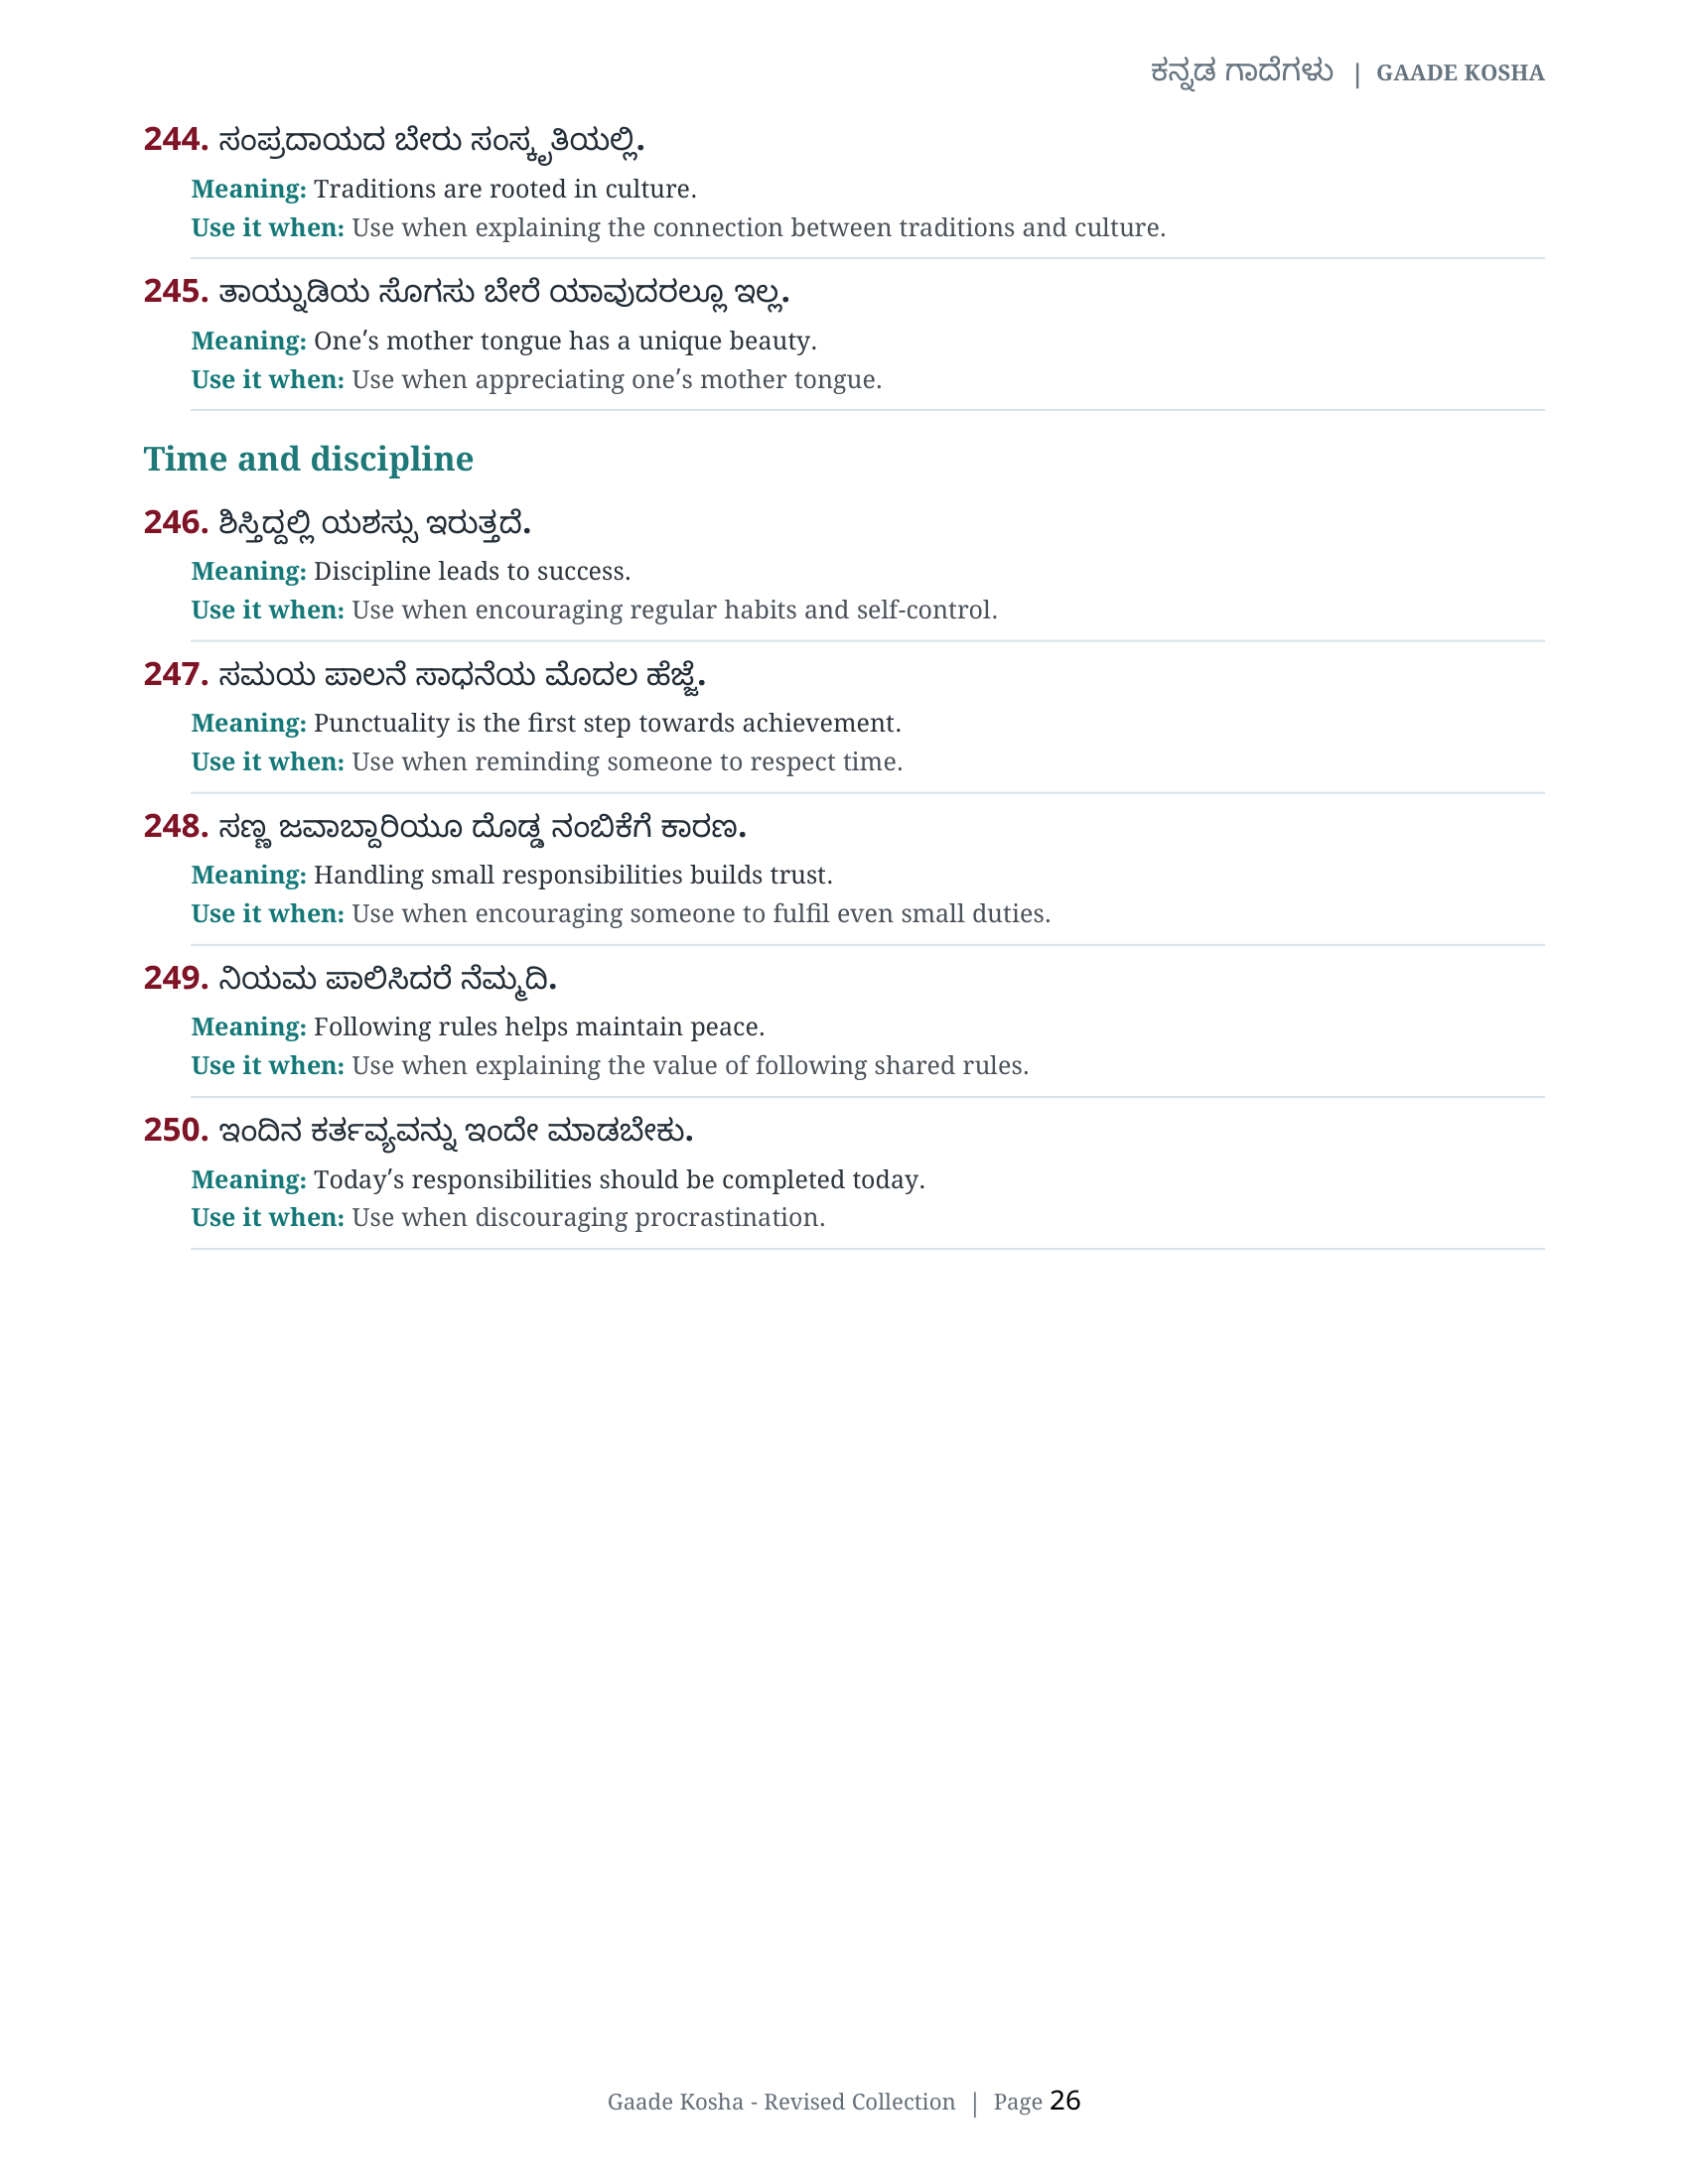 ಕನ್ನಡ ಗಾದೆಗಳು | GAADE KOSHA
244. ಸಂಪ್ರದಾಯದ ಬೇರು ಸಂಸ್ಕೃತಿಯಲ್ಲಿ.
Meaning: Traditions are rooted in culture.
Use it when: Use when explaining the connection between traditions and culture.
245. ತಾಯ್ನುಡಿಯ ಸೊಗಸು ಬೇರೆ ಯಾವುದರಲ್ಲೂ ಇಲ್ಲ.
Meaning: One’s mother tongue has a unique beauty.
Use it when: Use when appreciating one’s mother tongue.
Time and discipline
246. ಶಿಸ್ತಿದ್ದಲ್ಲಿ ಯಶಸ್ಸು ಇರುತ್ತದೆ.
Meaning: Discipline leads to success.
Use it when: Use when encouraging regular habits and self-control.
247. ಸಮಯ ಪಾಲನೆ ಸಾಧನೆಯ ಮೊದಲ ಹೆಜ್ಜೆ.
Meaning: Punctuality is the first step towards achievement.
Use it when: Use when reminding someone to respect time.
248. ಸಣ್ಣ ಜವಾಬ್ದಾರಿಯೂ ದೊಡ್ಡ ನಂಬಿಕೆಗೆ ಕಾರಣ.
Meaning: Handling small responsibilities builds trust.
Use it when: Use when encouraging someone to fulfil even small duties.
249. ನಿಯಮ ಪಾಲಿಸಿದರೆ ನೆಮ್ಮದಿ.
Meaning: Following rules helps maintain peace.
Use it when: Use when explaining the value of following shared rules.
250. ಇಂದಿನ ಕರ್ತವ್ಯವನ್ನು ಇಂದೇ ಮಾಡಬೇಕು.
Meaning: Today’s responsibilities should be completed today.
Use it when: Use when discouraging procrastination.
Gaade Kosha - Revised Collection | Page 26